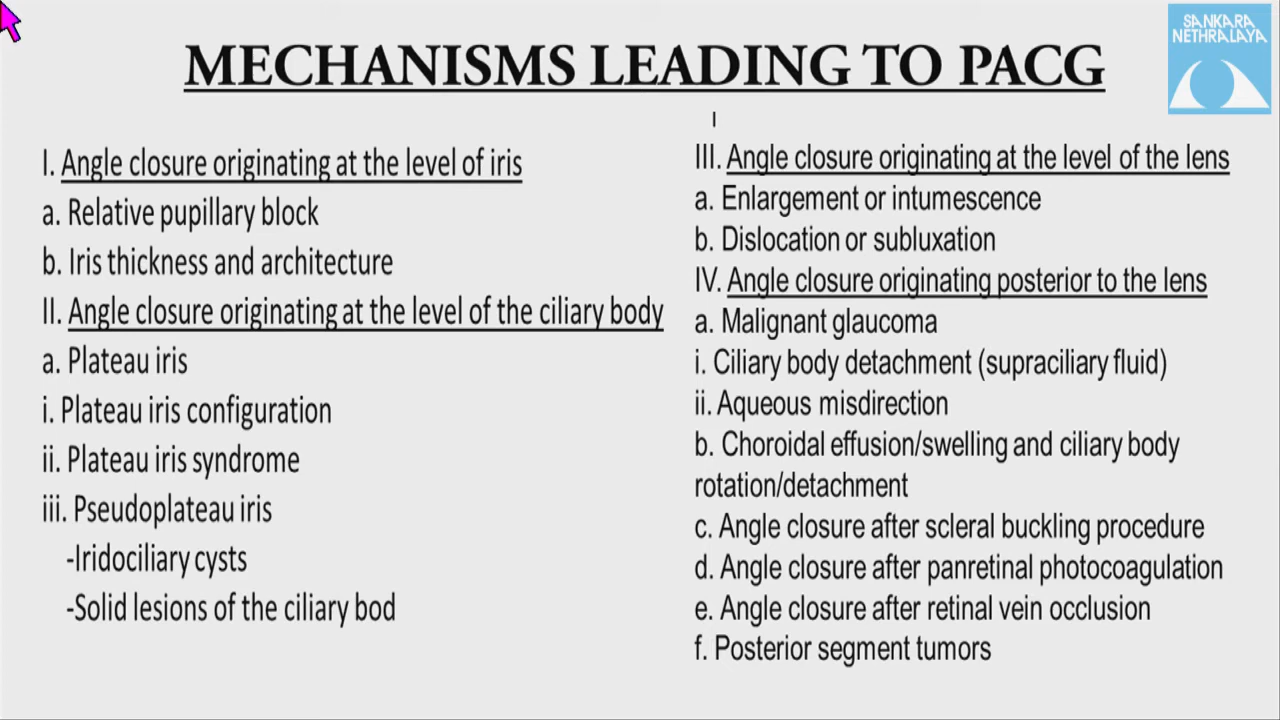 SANKARA
NETHRALAYA
MECHANISMS LEADING TO PACG
I. Angle closure originating at the level of iris
a. Relative pupillary block
b. Iris thickness and architecture
II. Angle closure originating at the level of the ciliary body
a. Plateau iris
i. Plateau iris configuration
ii. Plateau iris syndrome
iii. Pseudoplateau iris
-Iridociliary cysts
-Solid lesions of the ciliary bod
III. Angle closure originating at the level of the lens
a. Enlargement or intumescence
b. Dislocation or subluxation
IV. Angle closure originating posterior to the lens
a. Malignant glaucoma
i. Ciliary body detachment (supraciliary fluid)
ii. Aqueous misdirection
b. Choroidal effusion/swelling and ciliary body
rotation/detachment
c. Angle closure after scleral buckling procedure
d. Angle closure after panretinal photocoagulation
e. Angle closure after retinal vein occlusion
f. Posterior segment tumors